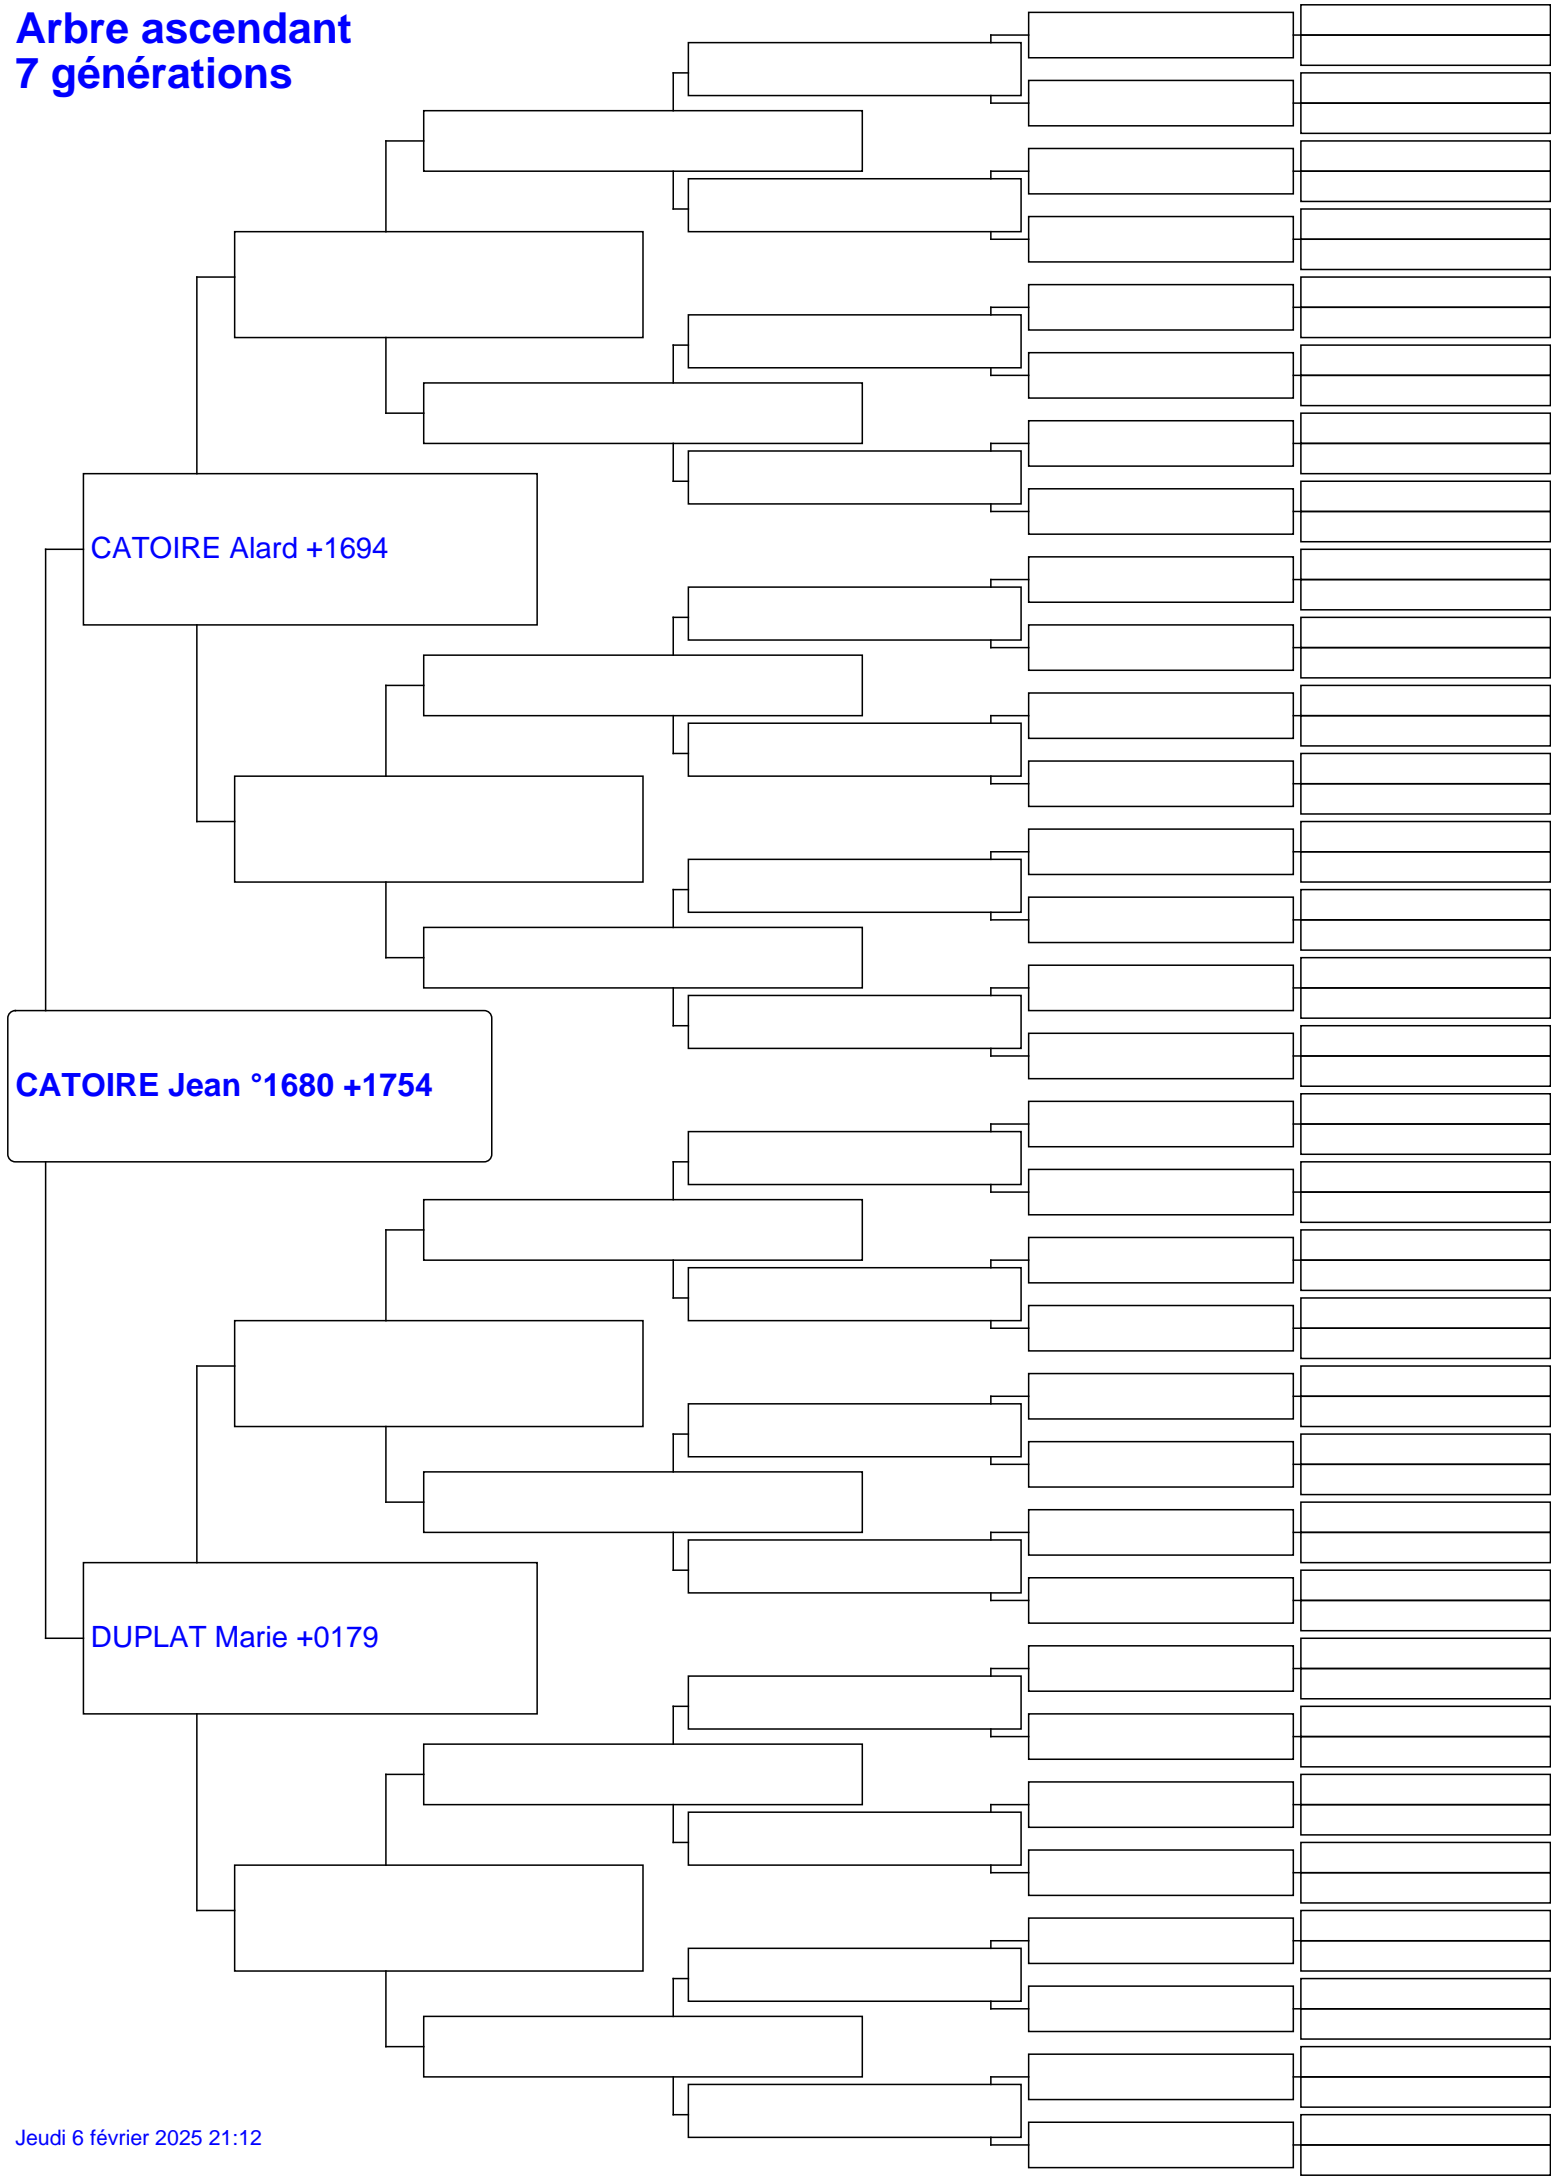 Arbre ascendant
7 générations
CATOIRE Alard +1694
CATOIRE Jean °1680 +1754
DUPLAT Marie +0179
Jeudi 6 février 2025 21:12